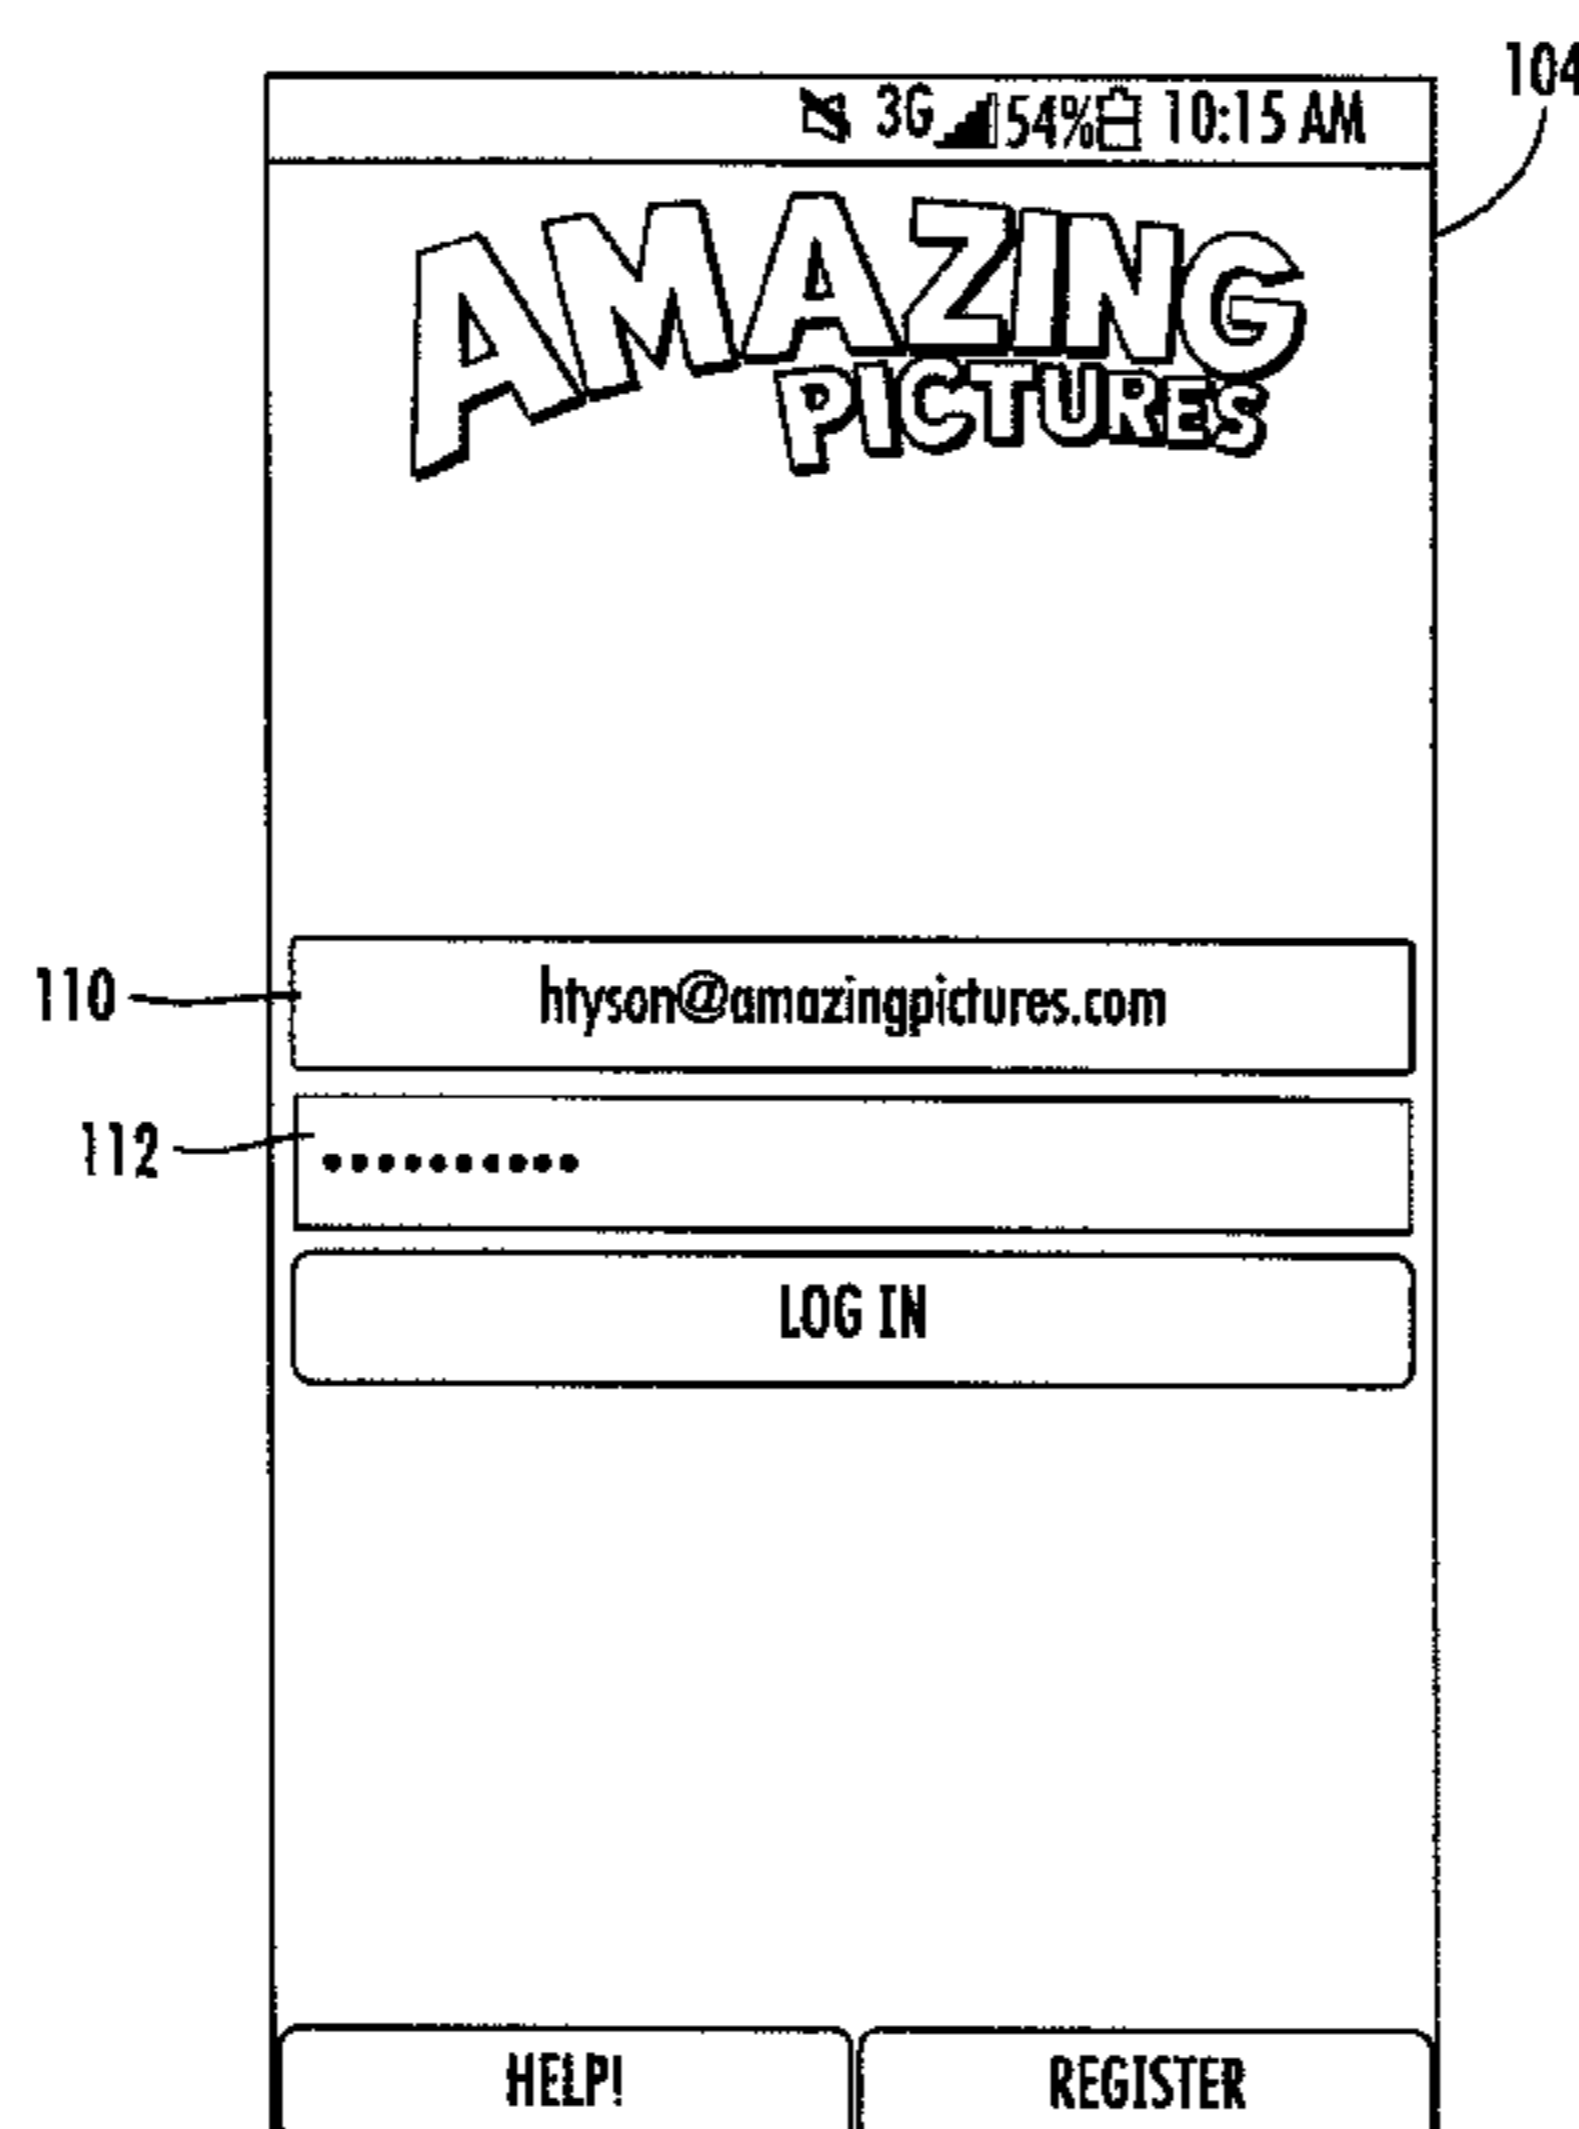 104
3G 54% 10:15 AM
AMAZING
PICTURES
110
htyson@amazingpictures.com
112
••••••••••
LOG IN
HELP!
REGISTER